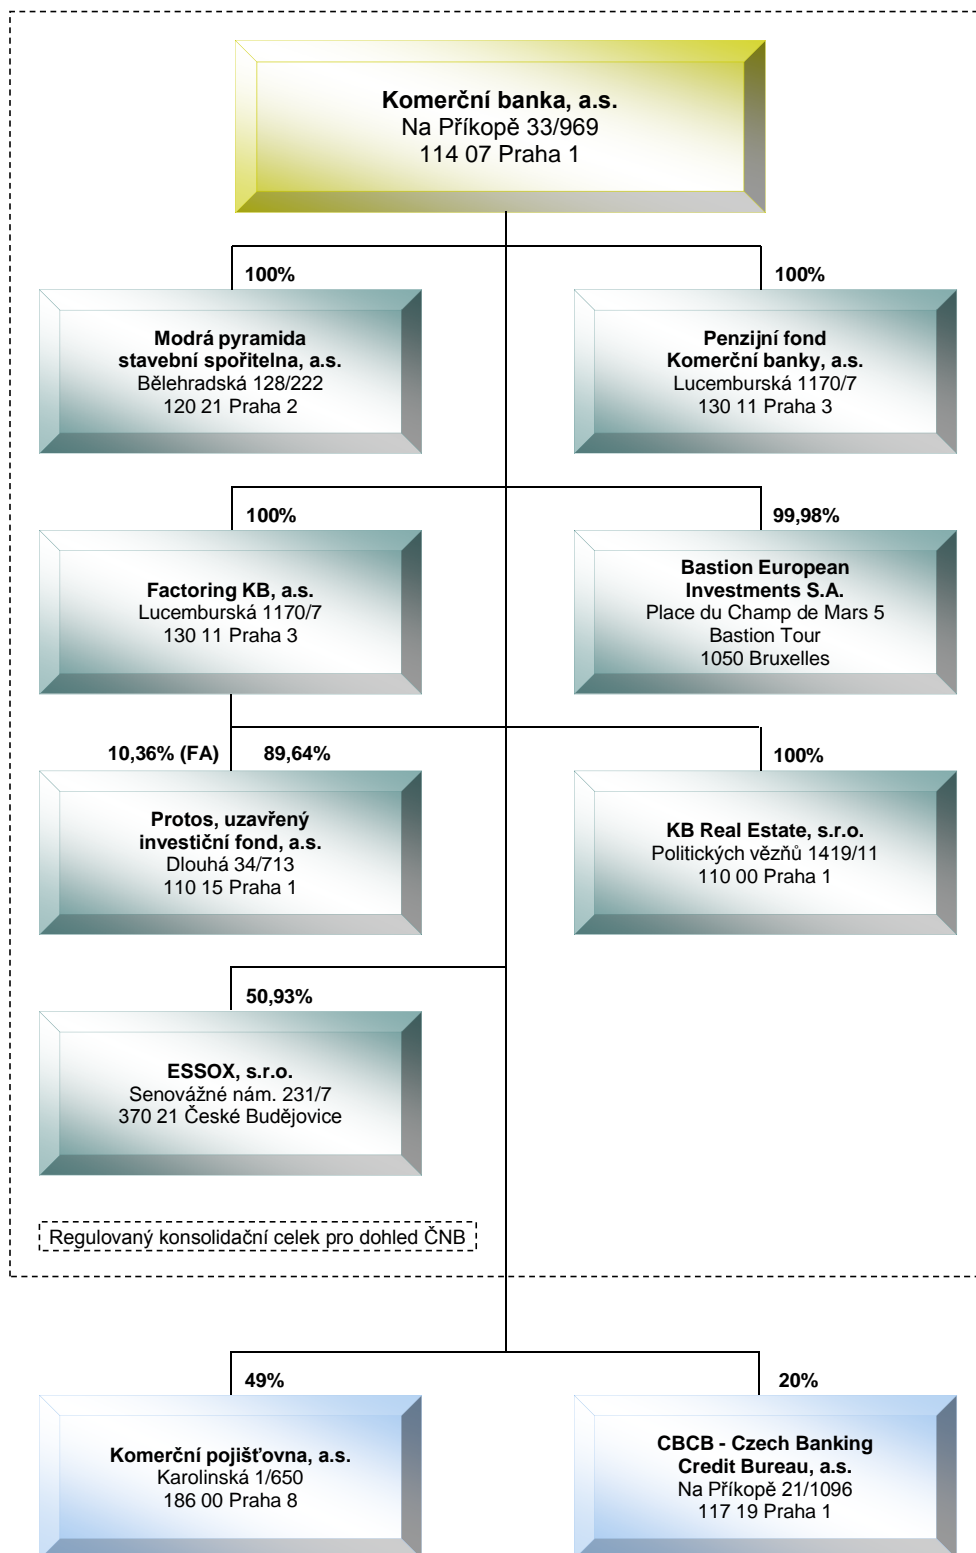 Komerční banka, a.s.
Na Příkopě 33/969
114 07 Praha 1
100%
100%
Modrá pyramida
stavební spořitelna, a.s.
Bělehradská 128/222
120 21 Praha 2
Penzijní fond
Komerční banky, a.s.
Lucemburská 1170/7
130 11 Praha 3
100%
99,98%
Factoring KB, a.s.
Lucemburská 1170/7
130 11 Praha 3
Bastion European
Investments S.A.
Place du Champ de Mars 5
Bastion Tour
1050 Bruxelles
10,36% (FA) 89,64%
100%
Protos, uzavřený
investiční fond, a.s.
Dlouhá 34/713
110 15 Praha 1
KB Real Estate, s.r.o.
Politických vězňů 1419/11
110 00 Praha 1
50,93%
ESSOX, s.r.o.
Senovážné nám. 231/7
370 21 České Budějovice
Regulovaný konsolidační celek pro dohled ČNB
49%
20%
Komerční pojišťovna, a.s.
Karolinská 1/650
186 00 Praha 8
CBCB - Czech Banking
Credit Bureau, a.s.
Na Příkopě 21/1096
117 19 Praha 1